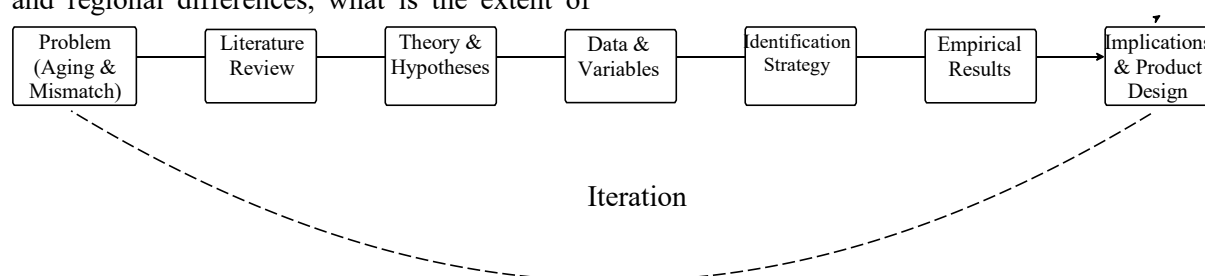 and regional differences, what is the extent of
Problem
(Aging &
Mismatch)
Literature
Review
Theory &
Hypotheses
Data &
Variables
Identification
Strategy
Empirical
Results
Implications
& Product
Design
Iteration